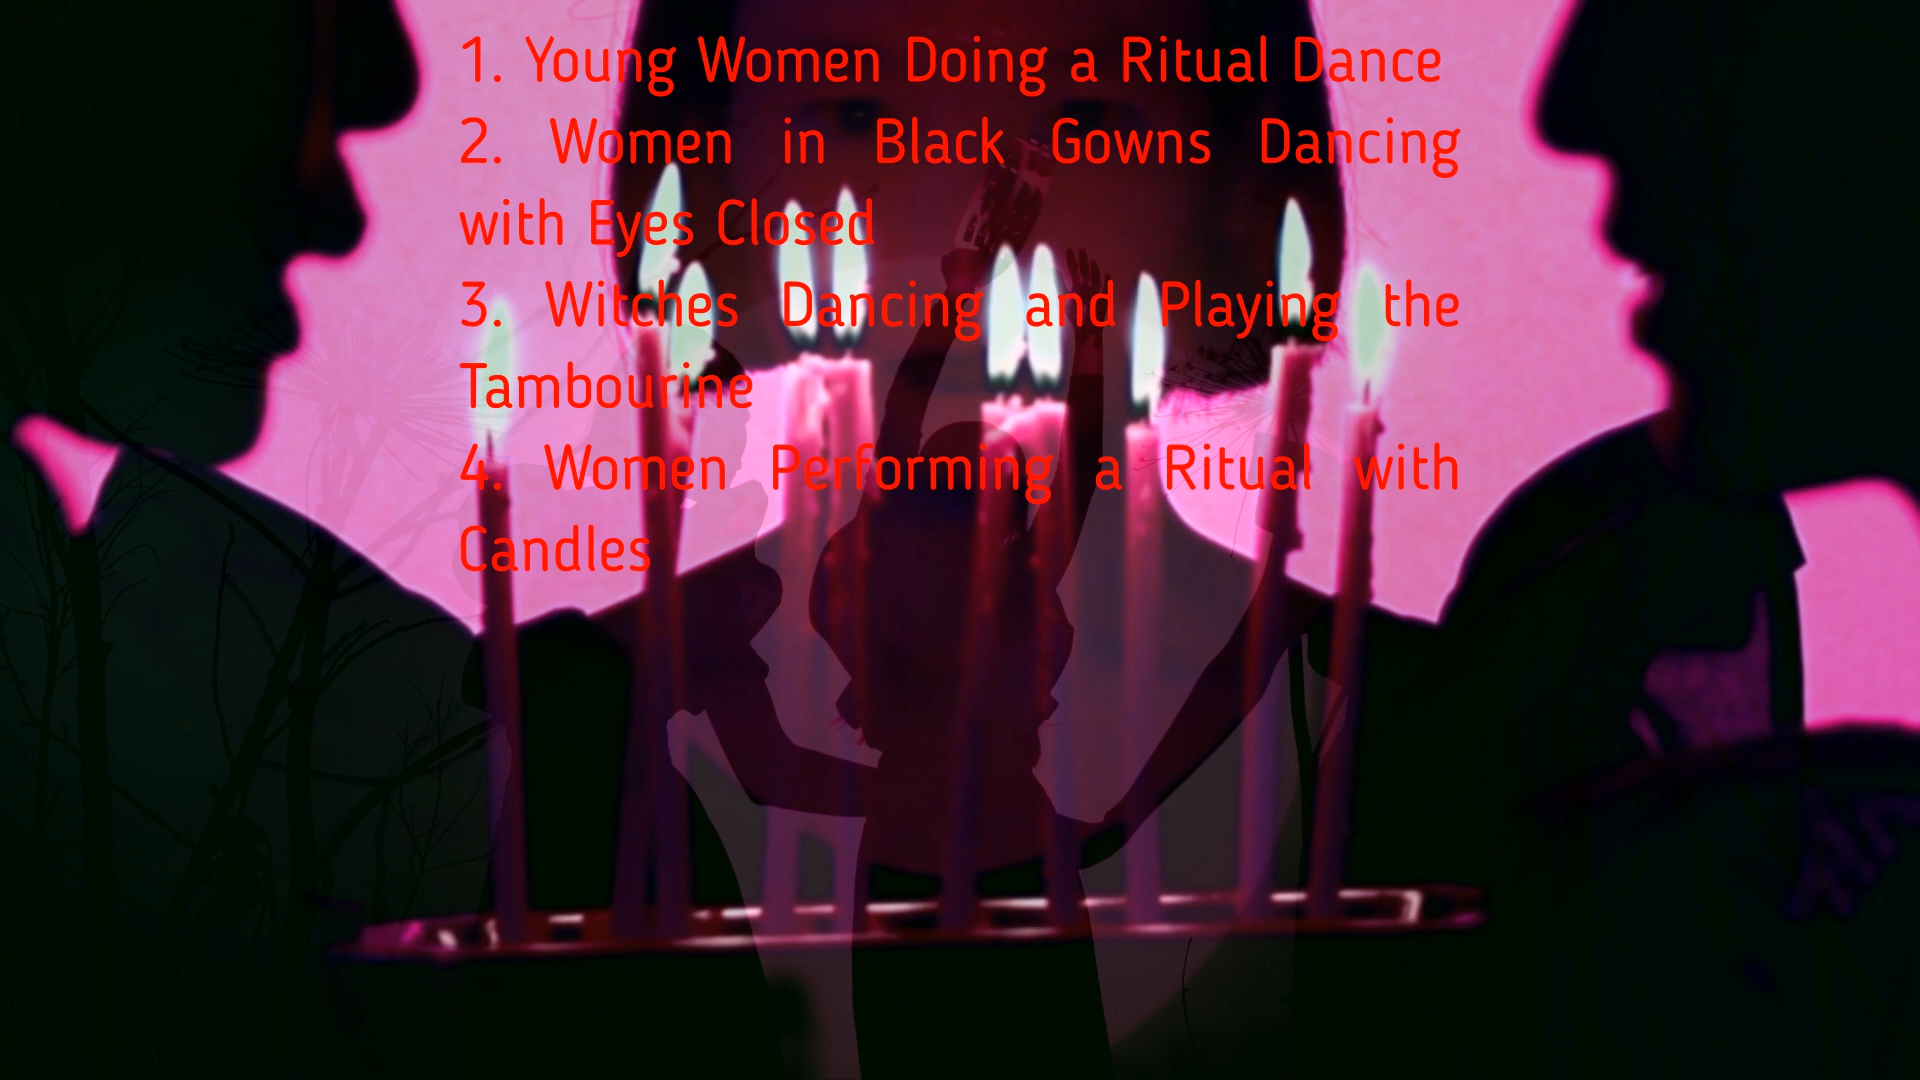 1. Young Women Doing a Ritual Dance
2. Women in Black Gowns Dancing
with Eyes Closed
3. Witches Dancing and Playing the
Tambourine
4. Women Performing a Ritual with
Candles